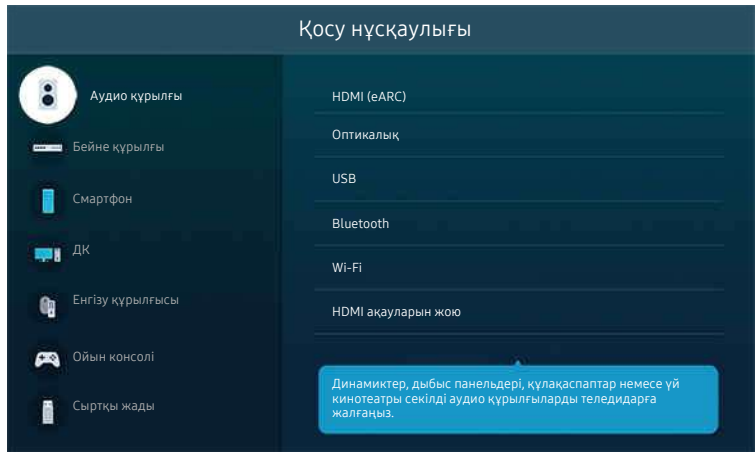 Қосу нұсқаулығы
Аудио құрылғы
Бейне құрылғы
Смартфон
ДК
Енгізу құрылғысы
Ойын консолі
Сыртқы жады
HDMI (eARC)
Оптикалық
USB
Bluetooth
Wi-Fi
HDMI ақауларын жою
Динамиктер, дыбыс панельдері, құлақаспаптар немесе үй
кинотеатры секілді аудио құрылғыларды теледидарға
жалғаңыз.